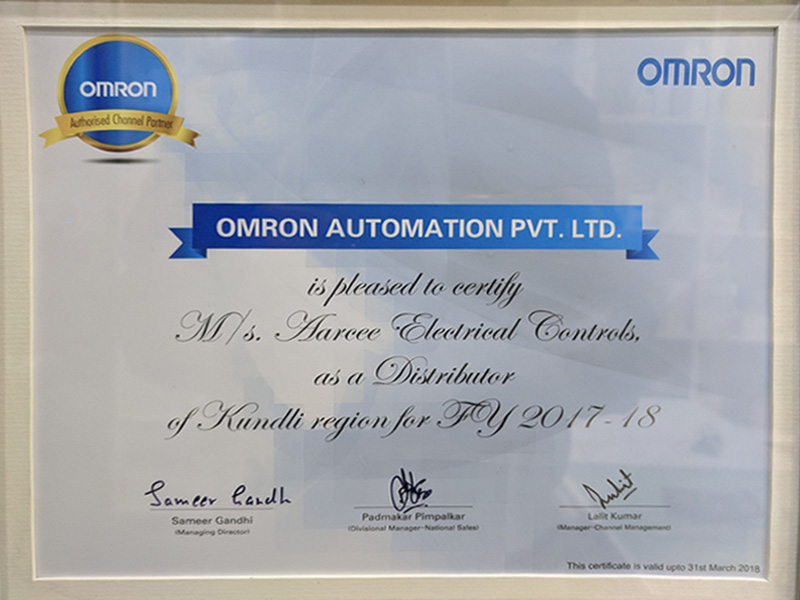 OMRON
Authorised Channel Partner
OMRON
OMRON AUTOMATION PVT. LTD.
is pleased to certify
M/s. Aarcee Electrical Controls,
as a Distributor
of Kundli region for FY 2017-18
Sameer Gandhi
Sameer Gandhi
(Managing Director)
Padmakar Pimpalkar
(Divisional Manager-National Sales)
Lalit Kumar
(Manager-Channel Management)
This certificate is valid upto 31st March 2018